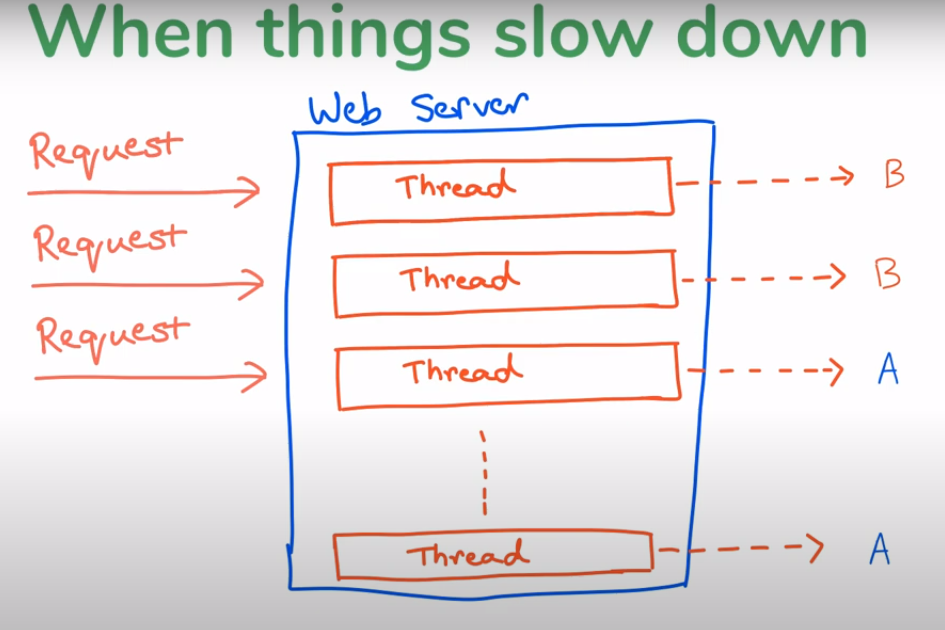 When things slow down
Web Server
Request
Thread
B
Request
Thread
B
Request
Thread
A
Thread
A